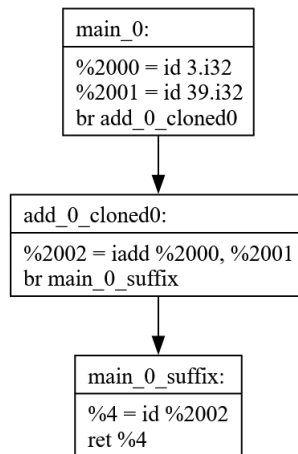 main_0:
%2000 = id 3.i32
%2001 = id 39.i32
br add_0_cloned0
add_0_cloned0:
%2002 = iadd %2000, %2001
br main_0_suffix
main_0_suffix:
%4 = id %2002
ret %4